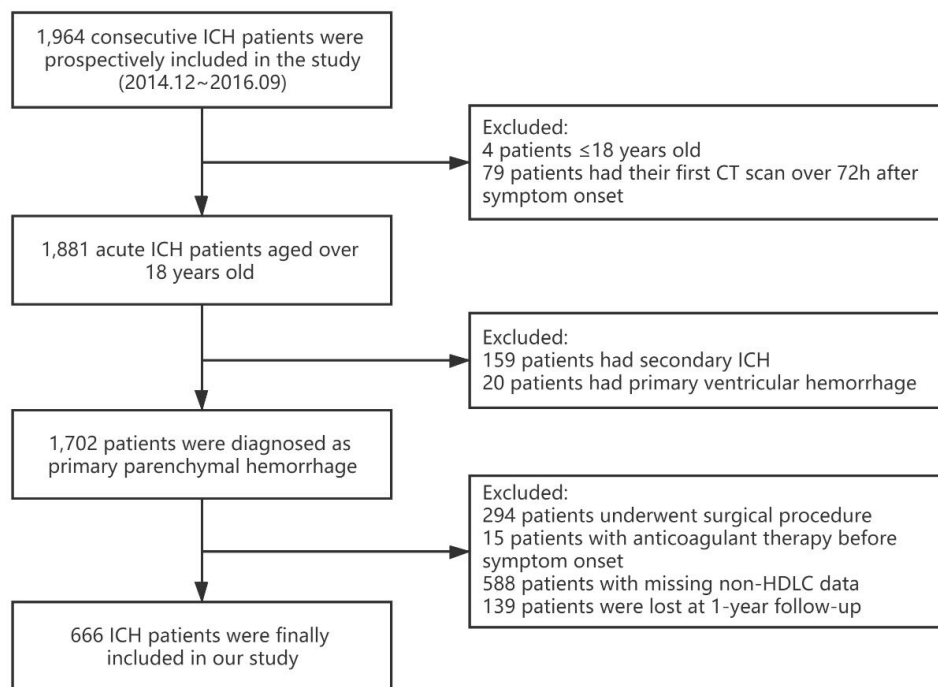 1,964 consecutive ICH patients were
prospectively included in the study
(2014.12~2016.09)
Excluded:
4 patients ≤18 years old
79 patients had their first CT scan over 72h after
symptom onset
1,881 acute ICH patients aged over
18 years old
Excluded:
159 patients had secondary ICH
20 patients had primary ventricular hemorrhage
1,702 patients were diagnosed as
primary parenchymal hemorrhage
Excluded:
294 patients underwent surgical procedure
15 patients with anticoagulant therapy before
symptom onset
588 patients with missing non-HDLC data
139 patients were lost at 1-year follow-up
666 ICH patients were finally
included in our study